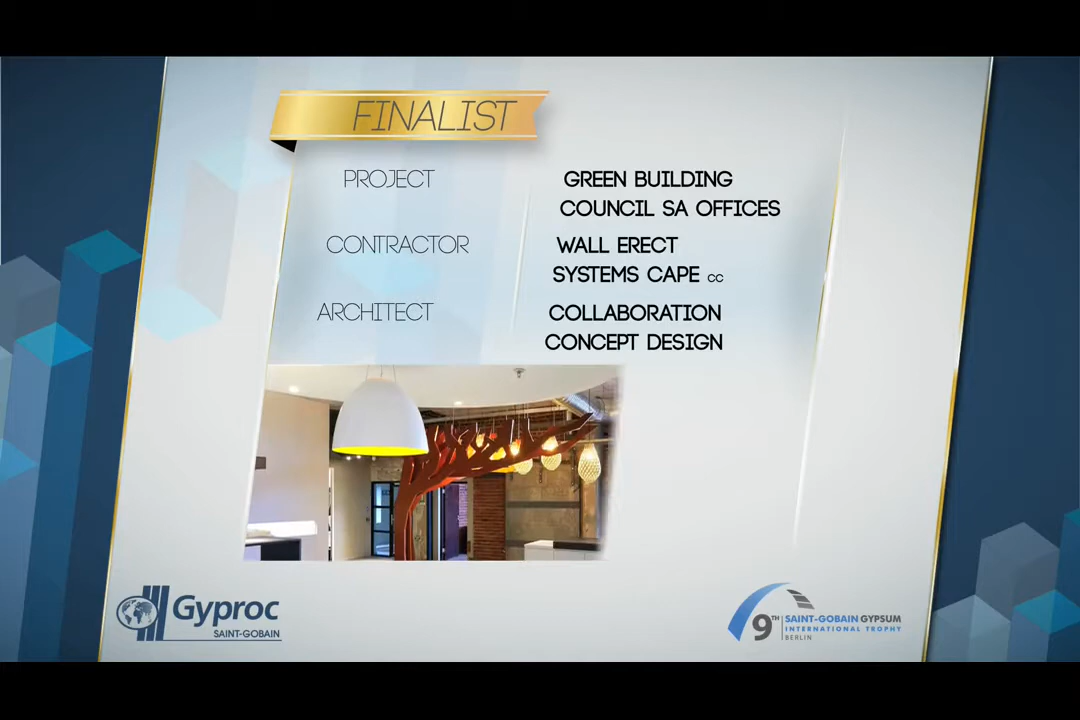 FINALIST
PROJECT
GREEN BUILDING
COUNCIL SA OFFICES
CONTRACTOR
WALL ERECT
SYSTEMS CAPE CC
ARCHITECT
COLLABORATION
CONCEPT DESIGN
Gyproc
SAINT-GOBAIN
9TH
SAINT-GOBAIN GYPSUM
INTERNATIONAL TROPHY
BERLIN